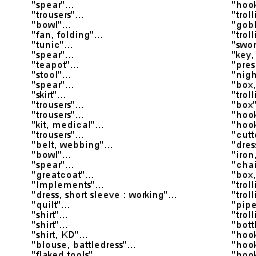 "spear"... "hook
"trousers"... "trolli
"bowl"... "gobl
"fan, folding"... "trolli
"tunic"... "swor
"spear"... "key,
"teapot"... "pres
"stool"... "nigh
"spear"... "box,
"skirt"... "trolli
"trousers"... "box"
"trousers"... "hook
"kit, medical"... "hook
"trousers"... "cutt
"belt, webbing"... "dres
"bowl"... "iron,
"spear"... "chai
"greatcoat"... "box,
"Implements"... "trolli
"dress, short sleeve : working"... "trolli
"quilt"... "pipe
"shirt"... "trolli
"shirt"... "bottl
"shirt, KD"... "hook
"blouse, battledress"... "hook
"flaked tools" "hook